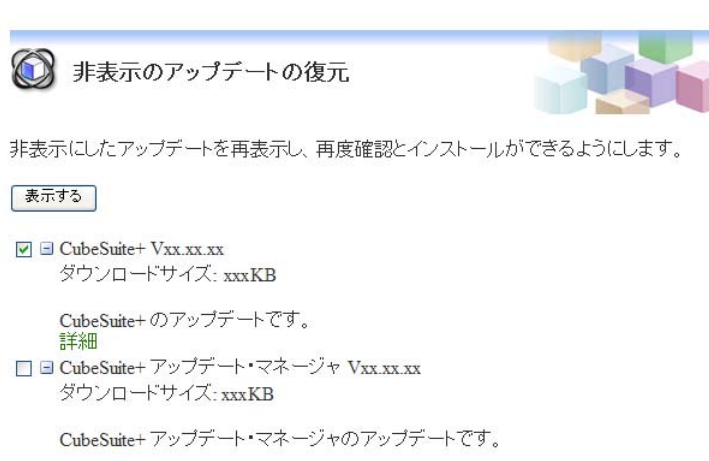 非表示のアップデートの復元
非表示にしたアップデートを再表示し、再度確認とインストールができるようにします。
表示する
CubeSuite+ Vxx.xx.xx
ダウンロードサイズ: xxxKB
CubeSuite+ のアップデートです。
詳細
CubeSuite+ アップデート・マネージャ Vxx.xx.xx
ダウンロードサイズ: xxxKB
CubeSuite+ アップデート・マネージャのアップデートです。